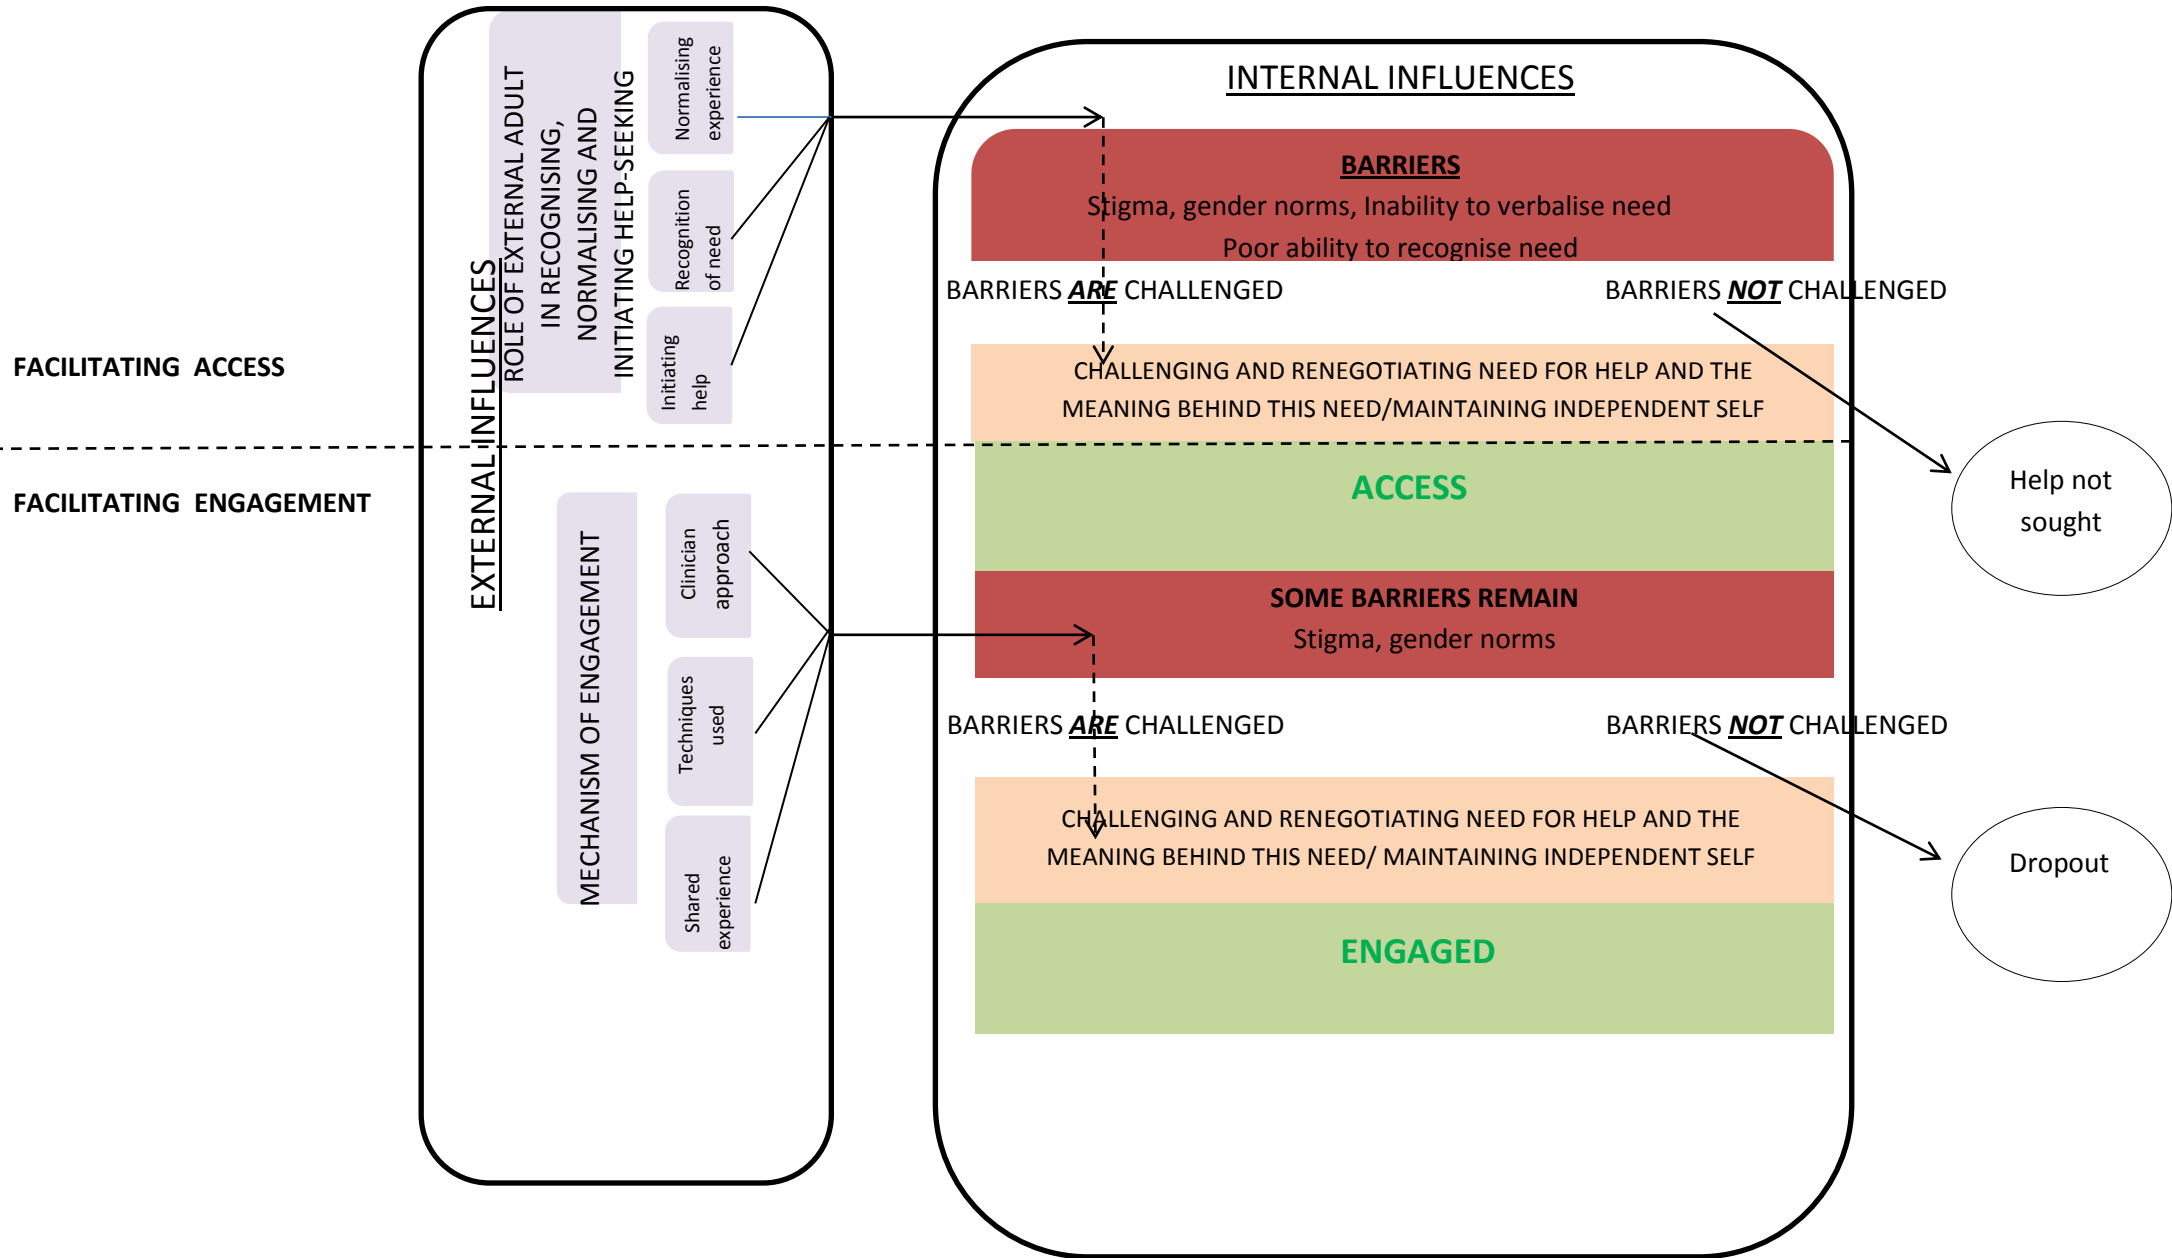 FACILITATING ACCESS
FACILITATING ENGAGEMENT
EXTERNAL INFLUENCES
ROLE OF EXTERNAL ADULT
IN RECOGNISING,
NORMALISING AND
INITIATING HELP-SEEKING
Normalising
experience
Recognition
of need
Initiating
help
MECHANISM OF ENGAGEMENT
Clinician
approach
Techniques
used
Shared
experience
INTERNAL INFLUENCES
BARRIERS
Stigma, gender norms, Inability to verbalise need
Poor ability to recognise need
BARRIERS ARE CHALLENGED
BARRIERS NOT CHALLENGED
CHALLENGING AND RENEGOTIATING NEED FOR HELP AND THE
MEANING BEHIND THIS NEED/MAINTAINING INDEPENDENT SELF
ACCESS
Help not
sought
SOME BARRIERS REMAIN
Stigma, gender norms
BARRIERS ARE CHALLENGED
BARRIERS NOT CHALLENGED
CHALLENGING AND RENEGOTIATING NEED FOR HELP AND THE
MEANING BEHIND THIS NEED/ MAINTAINING INDEPENDENT SELF
Dropout
ENGAGED